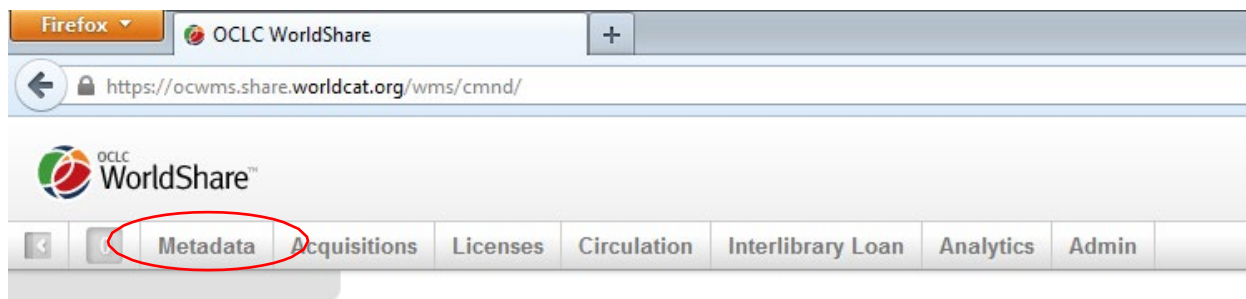 Firefox
OCLC WorldShare
https://ocwms.share.worldcat.org/wms/cmnd/
OCLC
WorldShare™
Metadata Acquisitions Licenses Circulation Interlibrary Loan Analytics Admin